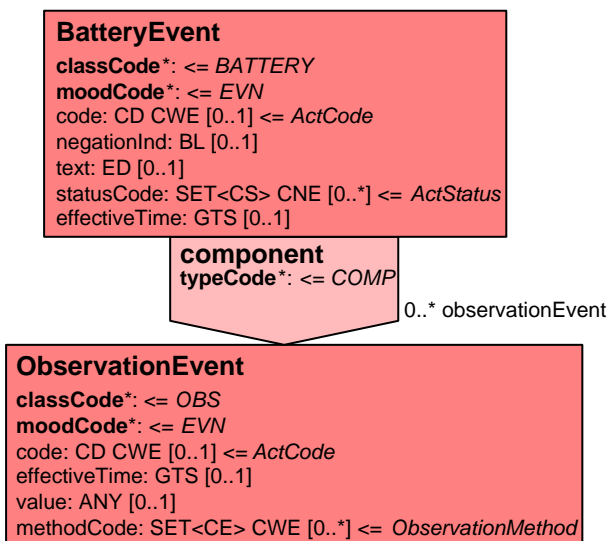 BatteryEvent
classCode*: <= BATTERY
moodCode*: <= EVN
code: CD CWE [0..1] <= ActCode
negationInd: BL [0..1]
text: ED [0..1]
statusCode: SET<CS> CNE [0..*] <= ActStatus
effectiveTime: GTS [0..1]
component
typeCode*: <= COMP
0..* observationEvent
ObservationEvent
classCode*: <= OBS
moodCode*: <= EVN
code: CD CWE [0..1] <= ActCode
effectiveTime: GTS [0..1]
value: ANY [0..1]
methodCode: SET<CE> CWE [0..*] <= ObservationMethod